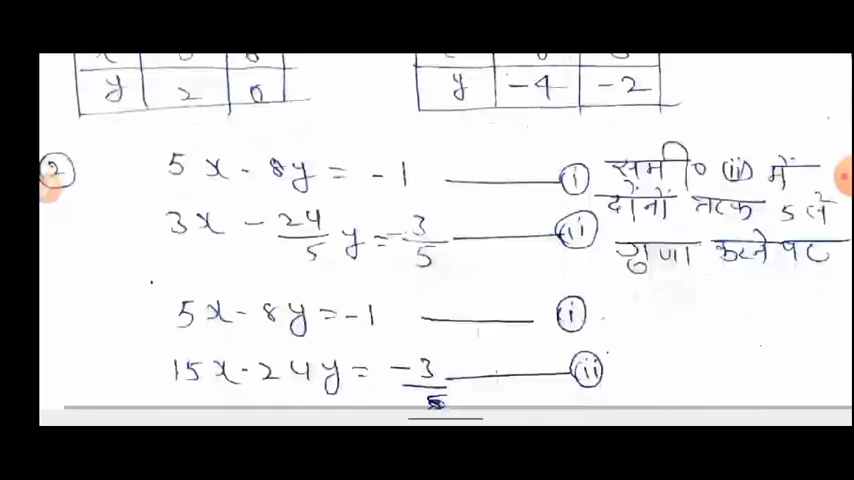 y 2 0
y -4 -2
2
5x - 8y = -1 (i)
3x - 24/5 y = -3/5 (ii)
समी० (ii) में
दोनों तरफ 5 से
गुणा करने पर
5x - 8y = -1 (i)
15x - 24y = -3/5 (ii)